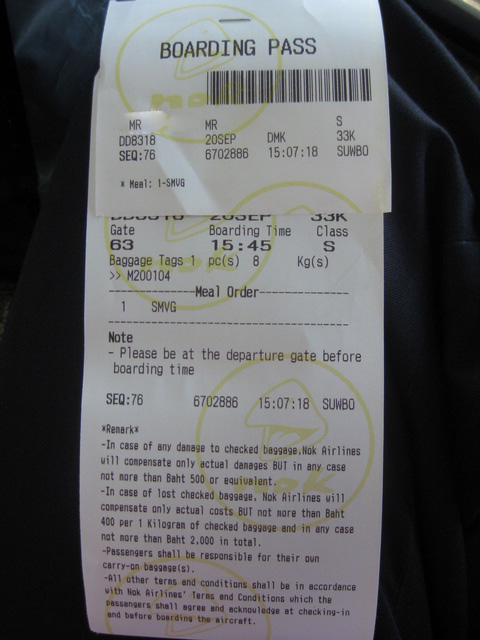 BOARDING PASS
MR MR S
DD8318 20SEP DMK 33K
SEQ:76 6702886 15:07:18 SUWBO
* Meal: 1-SMVG
DD8318 20SEP 33K
Gate Boarding Time Class
63 15:45 S
Baggage Tags 1 pc(s) 8 Kg(s)
>> M200104
Meal Order
1 SMVG
Note
- Please be at the departure gate before
boarding time
SEQ:76 6702886 15:07:18 SUWBO
*Remark*
-In case of any damage to checked baggage,Nok Airlines
will compensate only actual damages BUT in any case
not more than Baht 500 or equivalent.
-In case of lost checked baggage, Nok Airlines will
compensate only actual costs BUT not more than Baht
400 per 1 Kilogram of checked baggage and in any case
not more than Baht 2,000 in total.
-Passengers shall be responsible for their own
carry-on baggage(s).
-All other terms and conditions shall be in accordance
with Nok Airlines' Terms and Conditions which the
passengers shall agree and acknowledge at checking-in
and before boarding the aircraft.